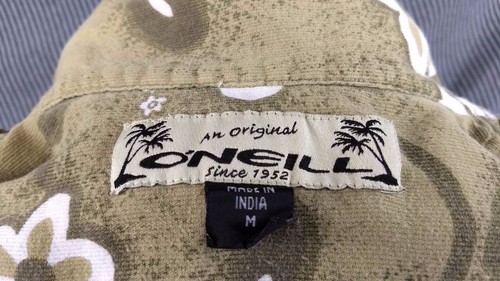 An Original
O'NEILL
Since 1952
MADE IN
INDIA
M